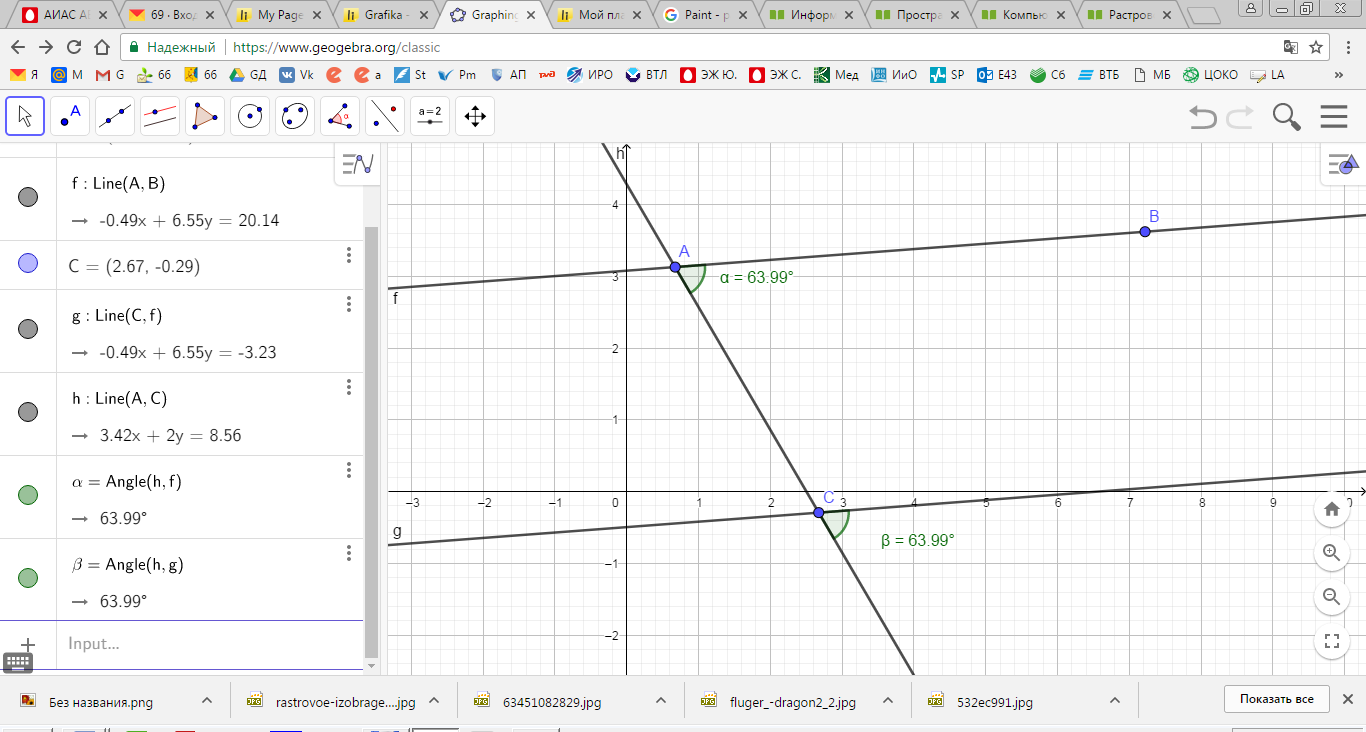 АИАС АВ
69 · Вход
My Page
Grafika -
Graphing
Мой пла
Paint - р
Информ
Простра
Компью
Растров
Надежный https://www.geogebra.org/classic
Я М G 66 66 GД Vk e a St Pm АП ИРО ВТЛ ЭЖ Ю. ЭЖ С. Мед ИиО SP E43 С6 ВТБ МБ ЦОКО LA »
A α a=2
f : Line(A, B)
→ -0.49x + 6.55y = 20.14
C = (2.67, -0.29)
g : Line(C, f)
→ -0.49x + 6.55y = -3.23
h : Line(A, C)
→ 3.42x + 2y = 8.56
α = Angle(h, f)
→ 63.99°
β = Angle(h, g)
→ 63.99°
+ Input...
h
4
B
A
3
α = 63.99°
f
2
1
−3 −2 −1 0 1 2 3 4 5 6 7 8 9
C
g
β = 63.99°
−1
−2
Без названия.png
rastrovoe-izobrage....jpg
63451082829.jpg
fluger_-dragon2_2.jpg
532ec991.jpg
Показать все